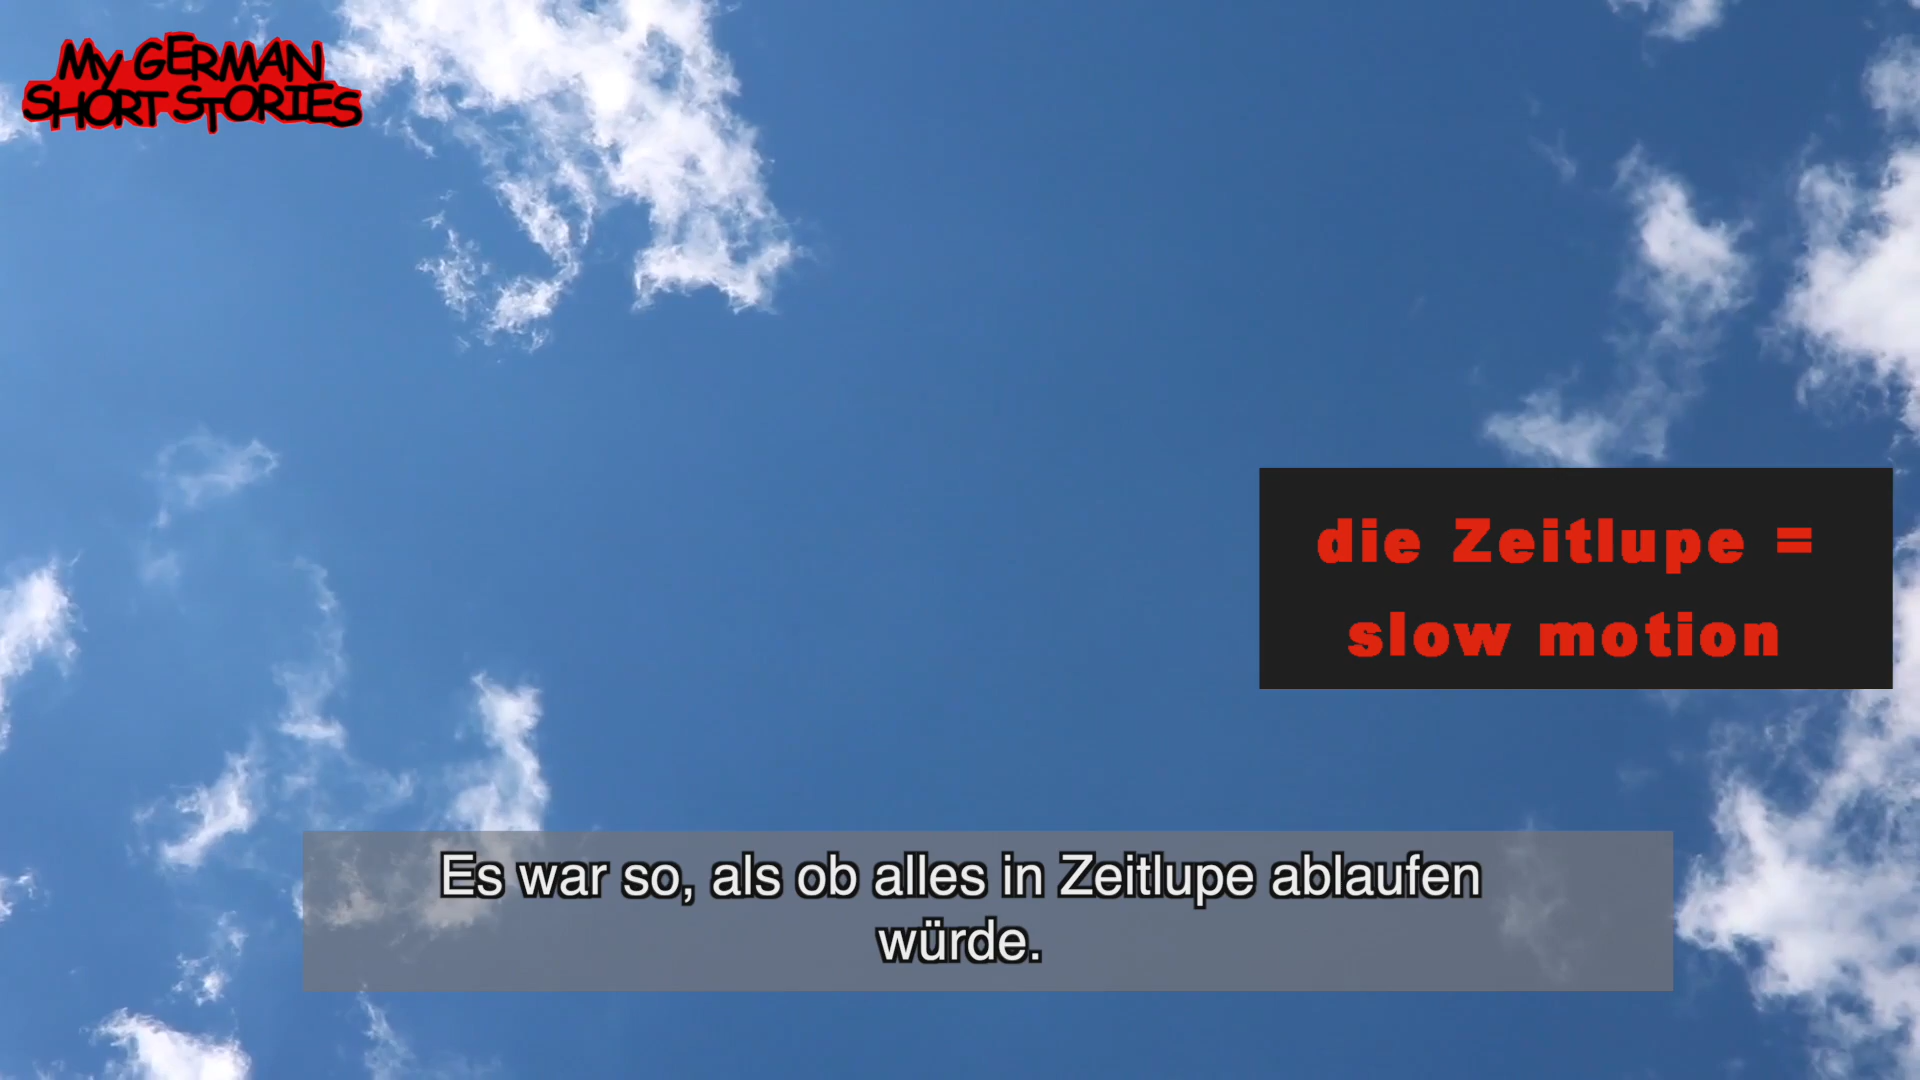 My GERMAN
SHORT STORIES
die Zeitlupe =
slow motion
Es war so, als ob alles in Zeitlupe ablaufen
würde.